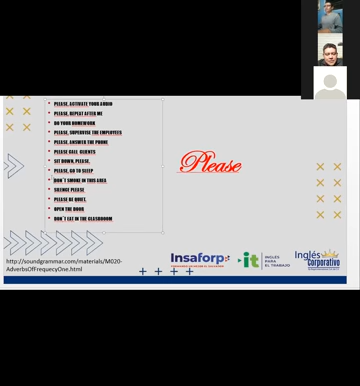 PLEASE, ACTIVATE YOUR AUDIO
PLEASE, REPEAT AFTER ME
DO YOUR HOMEWORK
PLEASE, SUPERVISE THE EMPLOYEES
PLEASE, ANSWER THE PHONE
PLEASE CALL CLIENTS
SIT DOWN, PLEASE.
PLEASE, GO TO SLEEP
DON´T SMOKE IN THIS AREA
SILENCE PLEASE
PLEASE BE QUIET.
OPEN THE DOOR
DON´T EAT IN THE CLASSROOM
Please
http://soundgrammar.com/materials/M020-
AdverbsOfFrequecyOne.html
Insaforp
it
INGLÉS
PARA
EL TRABAJO
Inglés
Corporativo